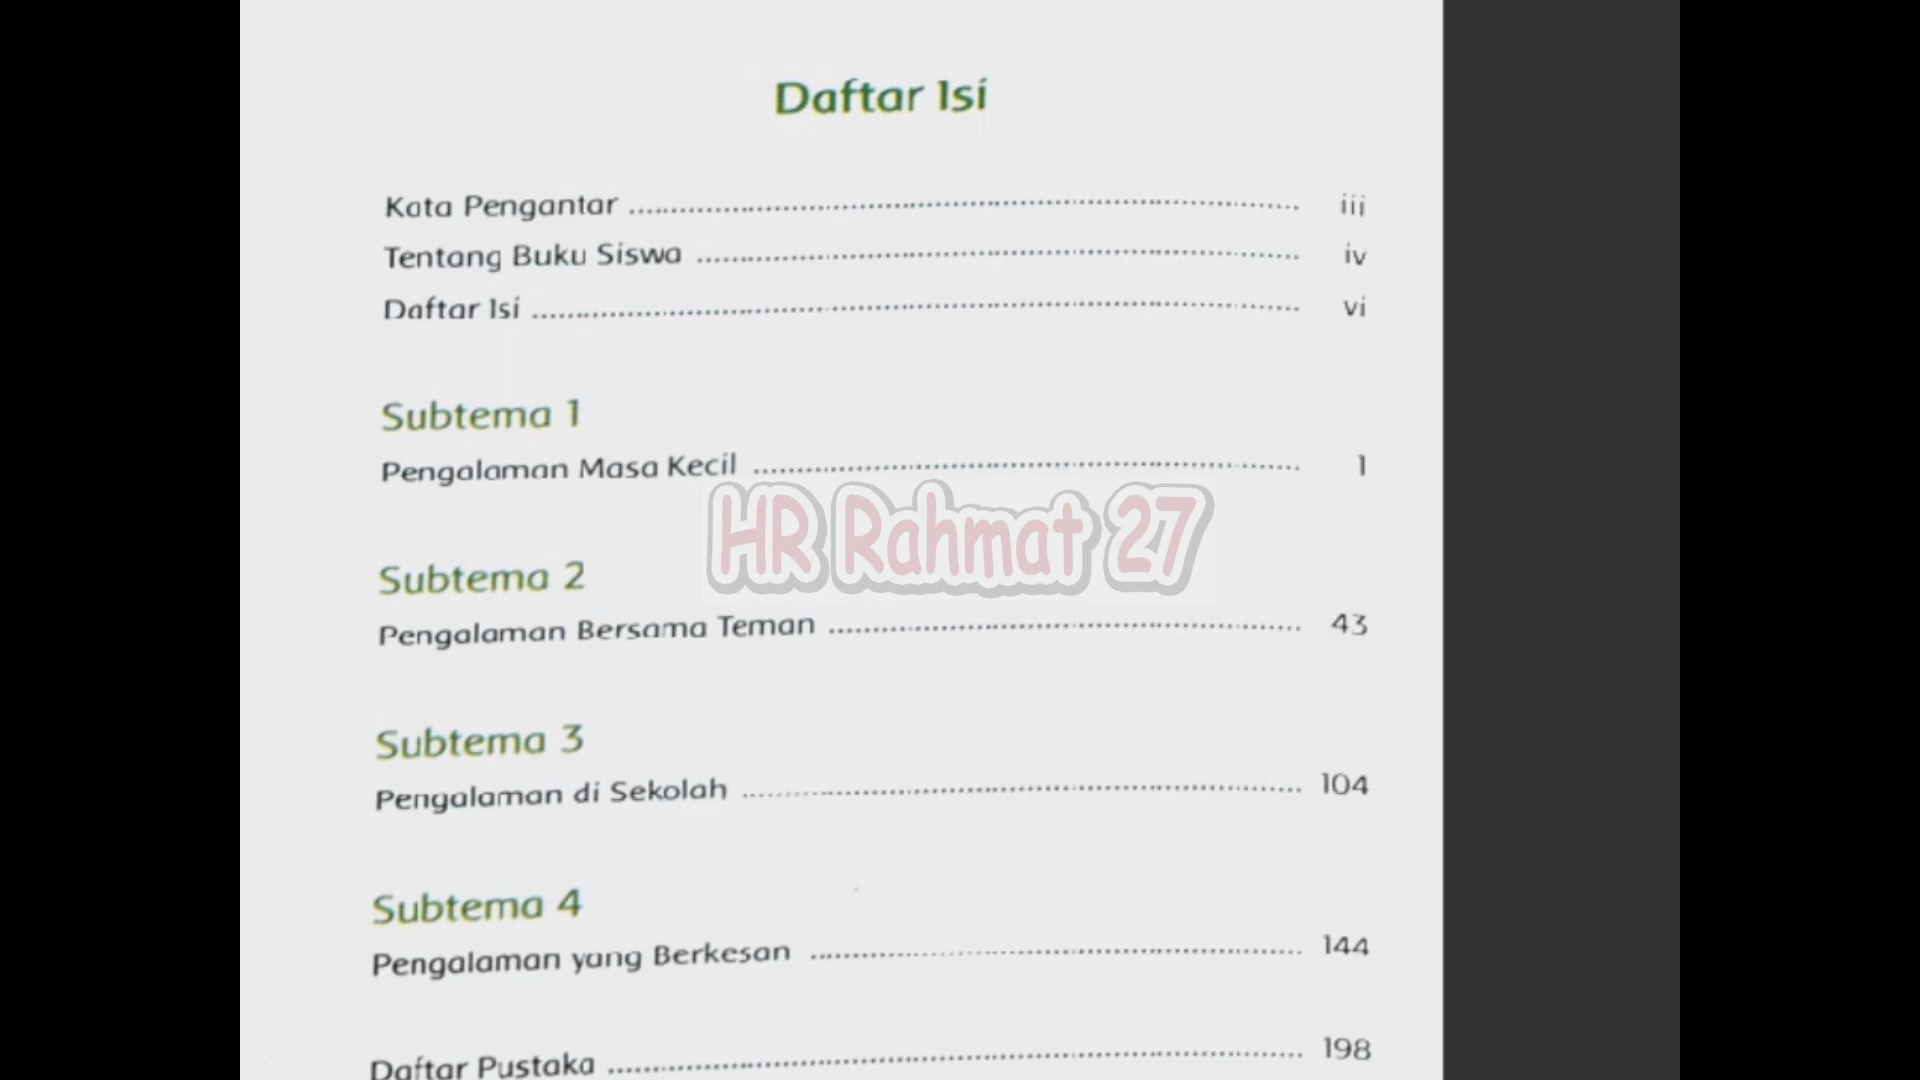 Daftar Isi
Kata Pengantar ........................................ iii
Tentang Buku Siswa ........................................ iv
Daftar Isi ........................................ vi
Subtema 1
Pengalaman Masa Kecil ........................................ 1
HR Rahmat 27
Subtema 2
Pengalaman Bersama Teman ........................................ 43
Subtema 3
Pengalaman di Sekolah ........................................ 104
Subtema 4
Pengalaman yang Berkesan ........................................ 144
Daftar Pustaka ........................................ 198